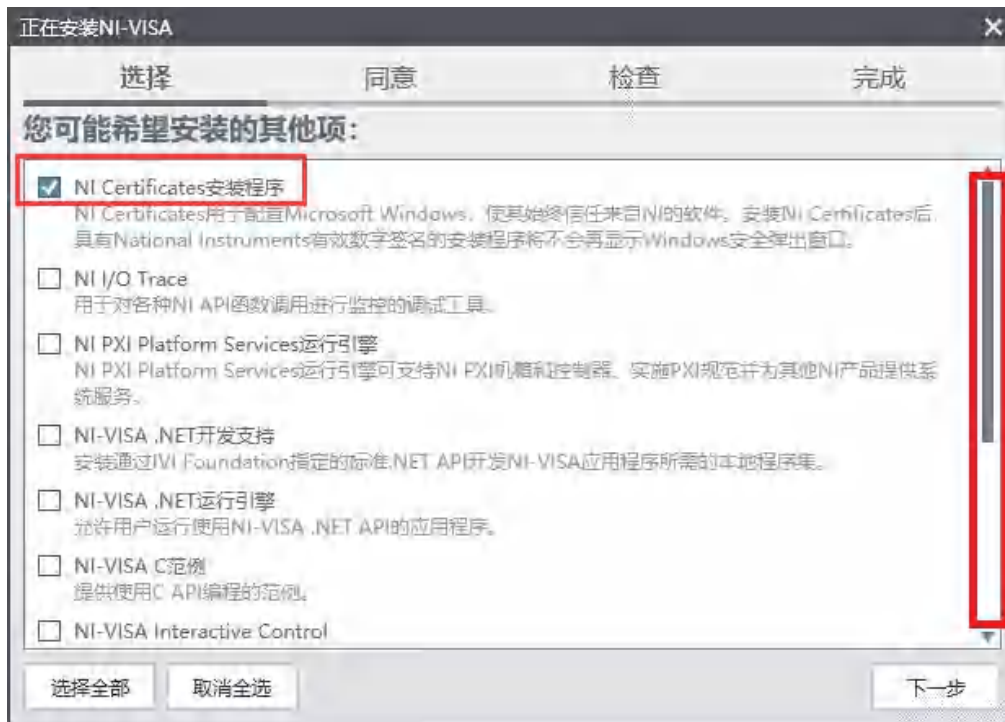 正在安装NI-VISA
选择 同意 检查 完成
您可能希望安装的其他项：
NI Certificates安装程序
NI Certificates用于配置Microsoft Windows，使其始终信任来自NI的软件。安装NI Certificates后，
具有National Instruments有效数字签名的安装程序将不会再显示Windows安全弹出窗口。
NI I/O Trace
用于对各种NI API函数调用进行监控的调试工具。
NI PXI Platform Services运行引擎
NI PXI Platform Services运行引擎可支持NI PXI机箱和控制器、实施PXI规范并为其他NI产品提供系
统服务。
NI-VISA .NET开发支持
安装通过IVI Foundation指定的标准.NET API开发NI-VISA应用程序所需的本地程序集。
NI-VISA .NET运行引擎
允许用户运行使用NI-VISA .NET API的应用程序。
NI-VISA C范例
提供使用C API编程的范例。
NI-VISA Interactive Control
选择全部 取消全选 下一步